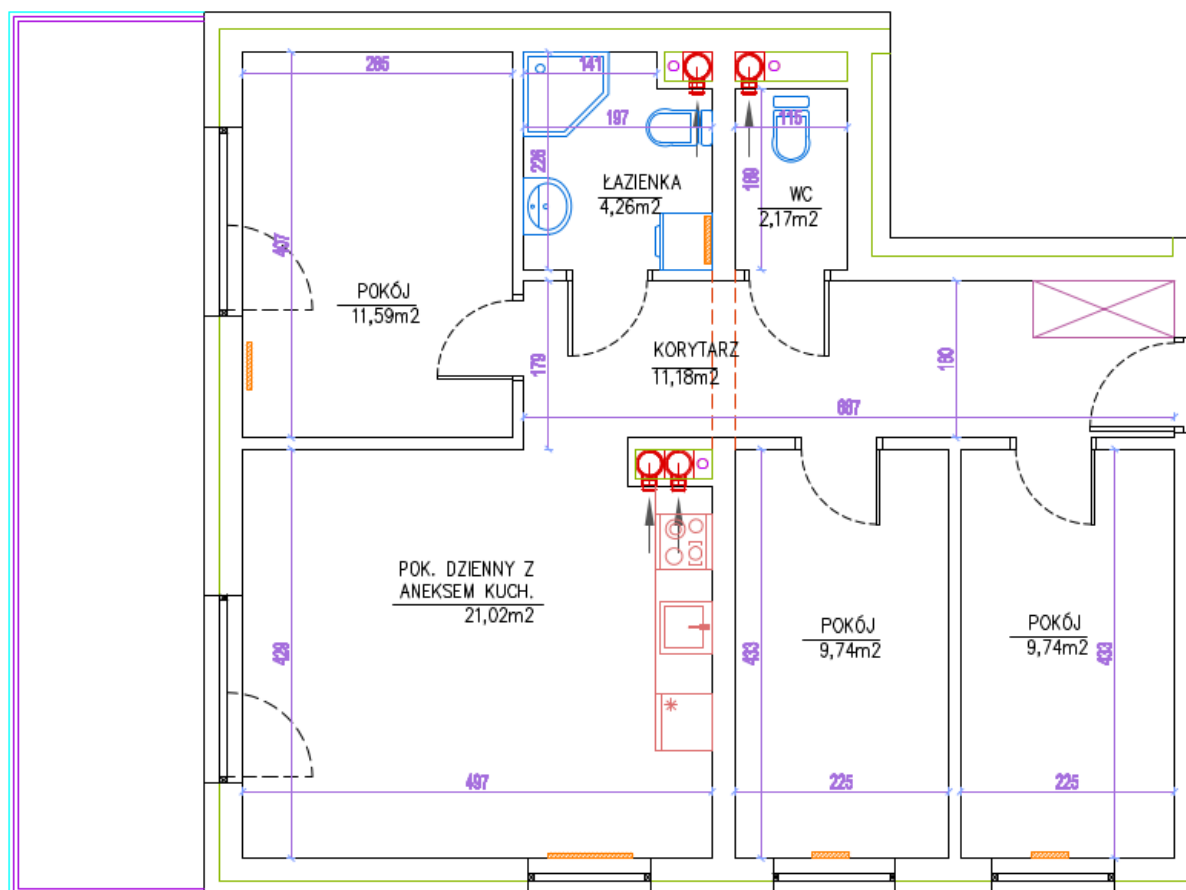 285
141
197
115
407
226
189
ŁAZIENKA
4,26m2
WC
2,17m2
POKÓJ
11,59m2
KORYTARZ
11,18m2
179
180
687
POK. DZIENNY Z
ANEKSEM KUCH.
21,02m2
429
497
POKÓJ
9,74m2
433
225
POKÓJ
9,74m2
433
225